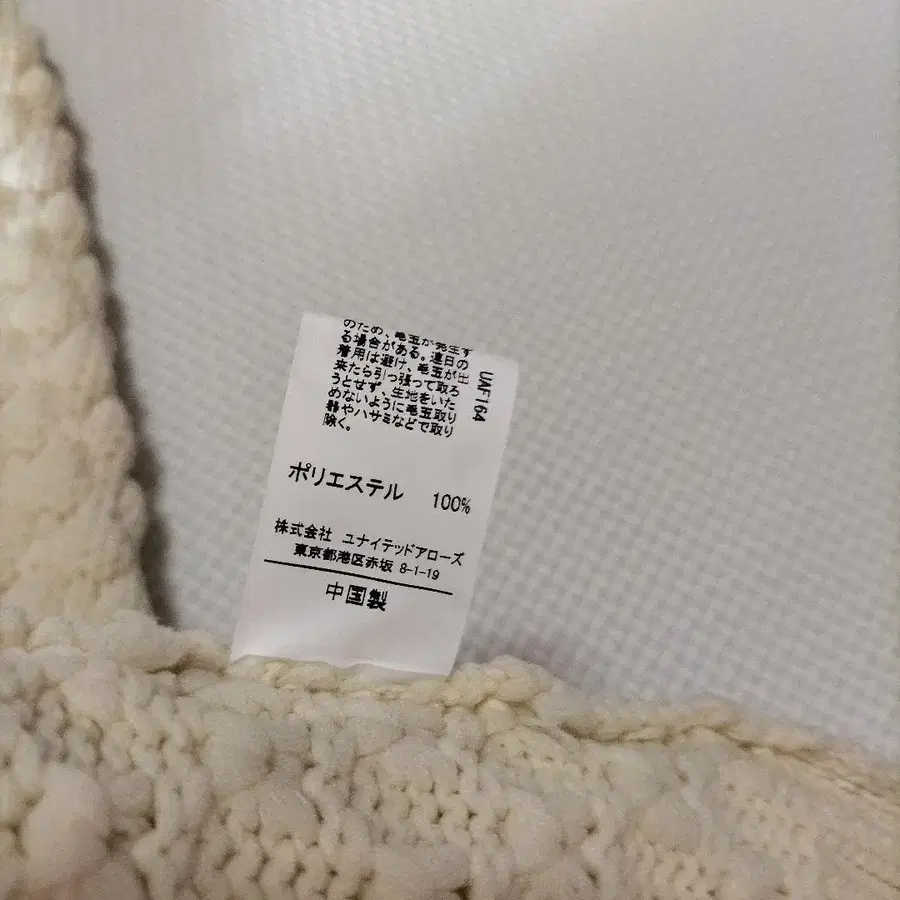 のため、毛玉が発生す
る場合がある。連日の
着用は避け、毛玉が出
来たら引っ張って取る
うとせず、生地をいた
めないように毛玉取り
器やハサミなどで取り
除く。
UAF164
ポリエステル 100%
株式会社 ユナイテッドアローズ
東京都港区赤坂 8-1-19
中国製